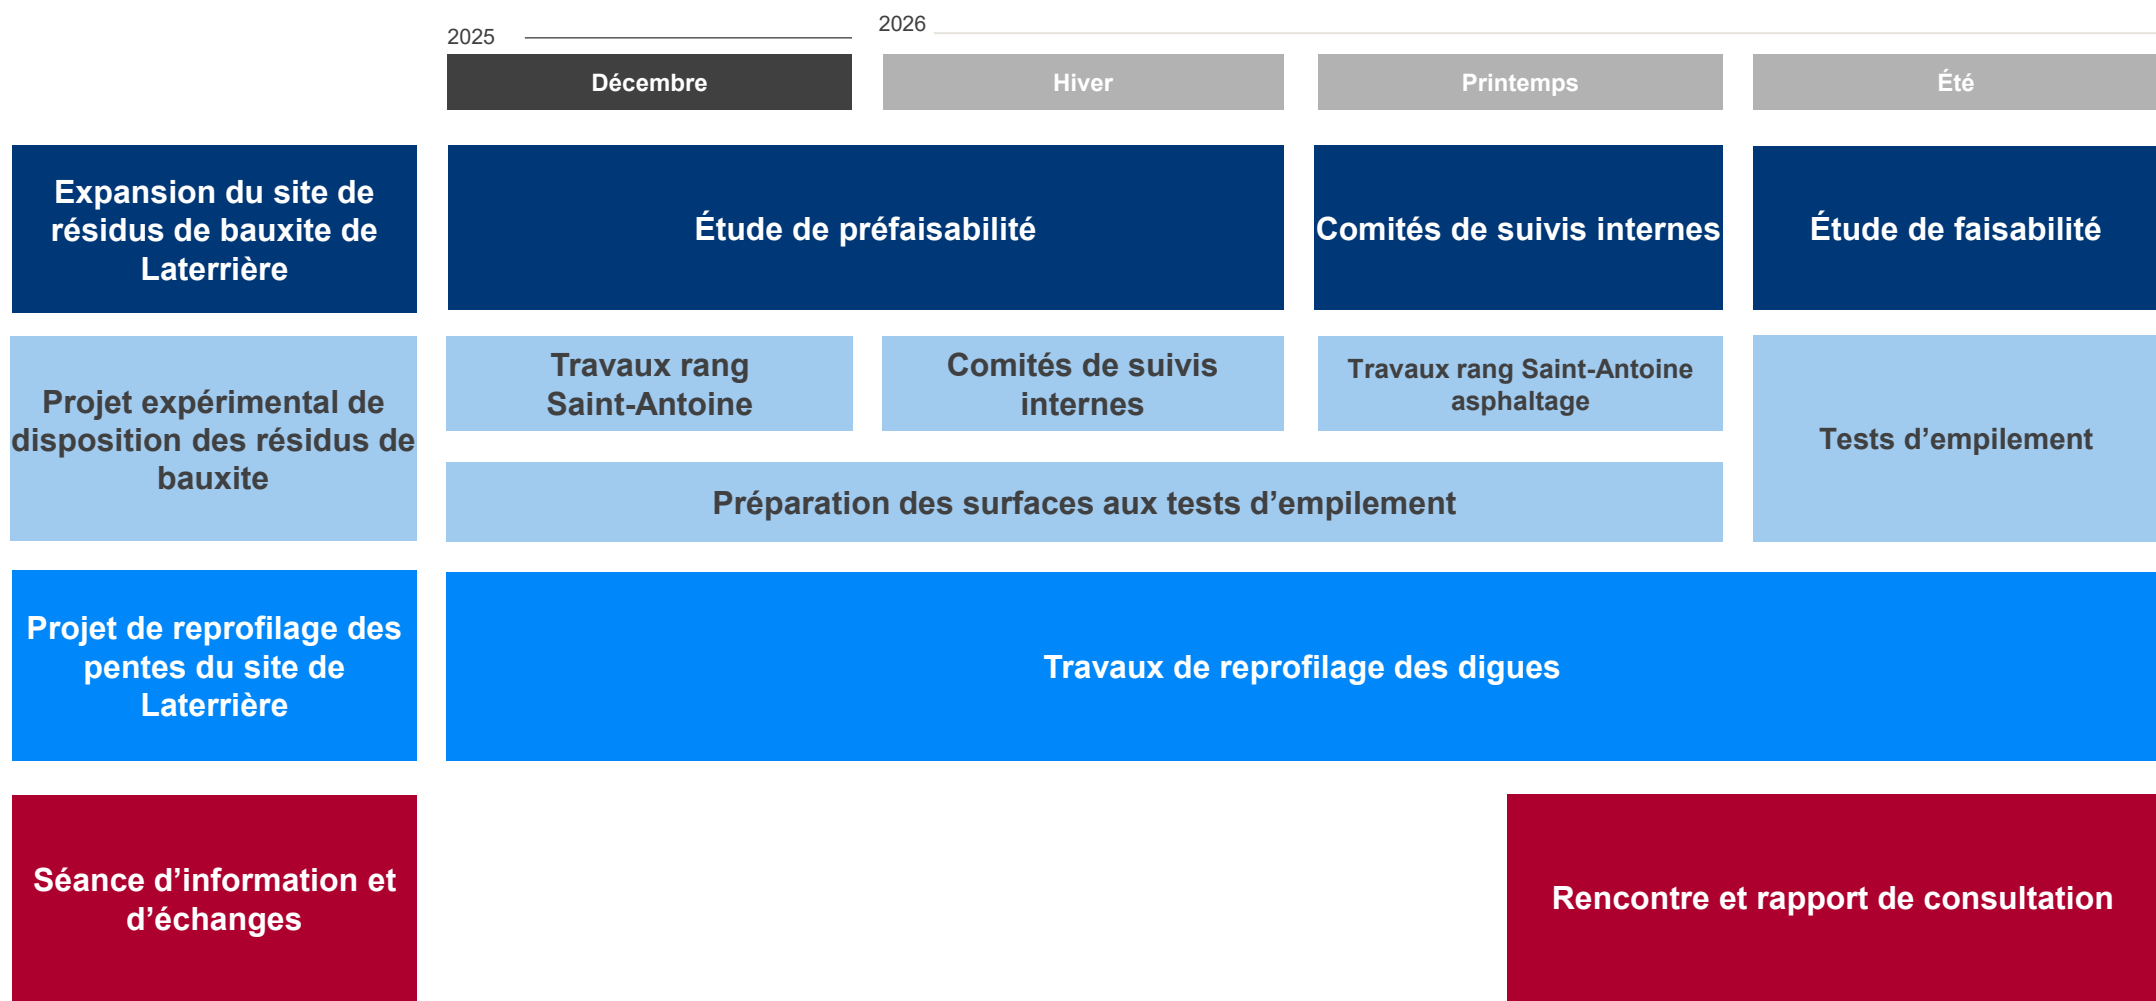 2025
2026
Décembre
Hiver
Printemps
Été
Expansion du site de
résidus de bauxite de
Laterrière
Étude de préfaisabilité
Comités de suivis internes
Étude de faisabilité
Projet expérimental de
disposition des résidus de
bauxite
Travaux rang
Saint-Antoine
Comités de suivis
internes
Travaux rang Saint-Antoine
asphaltage
Tests d’empilement
Préparation des surfaces aux tests d’empilement
Projet de reprofilage des
pentes du site de
Laterrière
Travaux de reprofilage des digues
Séance d’information et
d’échanges
Rencontre et rapport de consultation